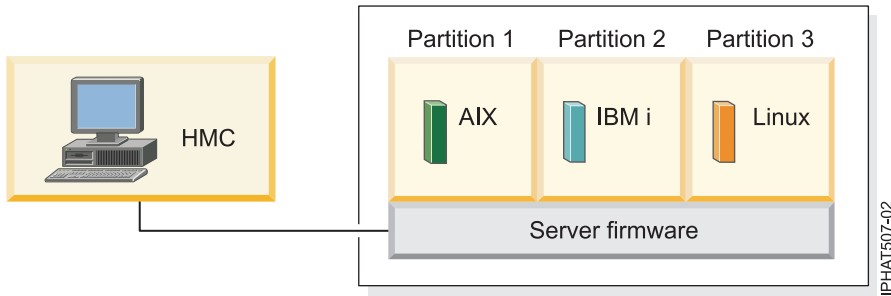 Partition 1 Partition 2 Partition 3
HMC
AIX IBM i Linux
Server firmware
IPHAT507-02